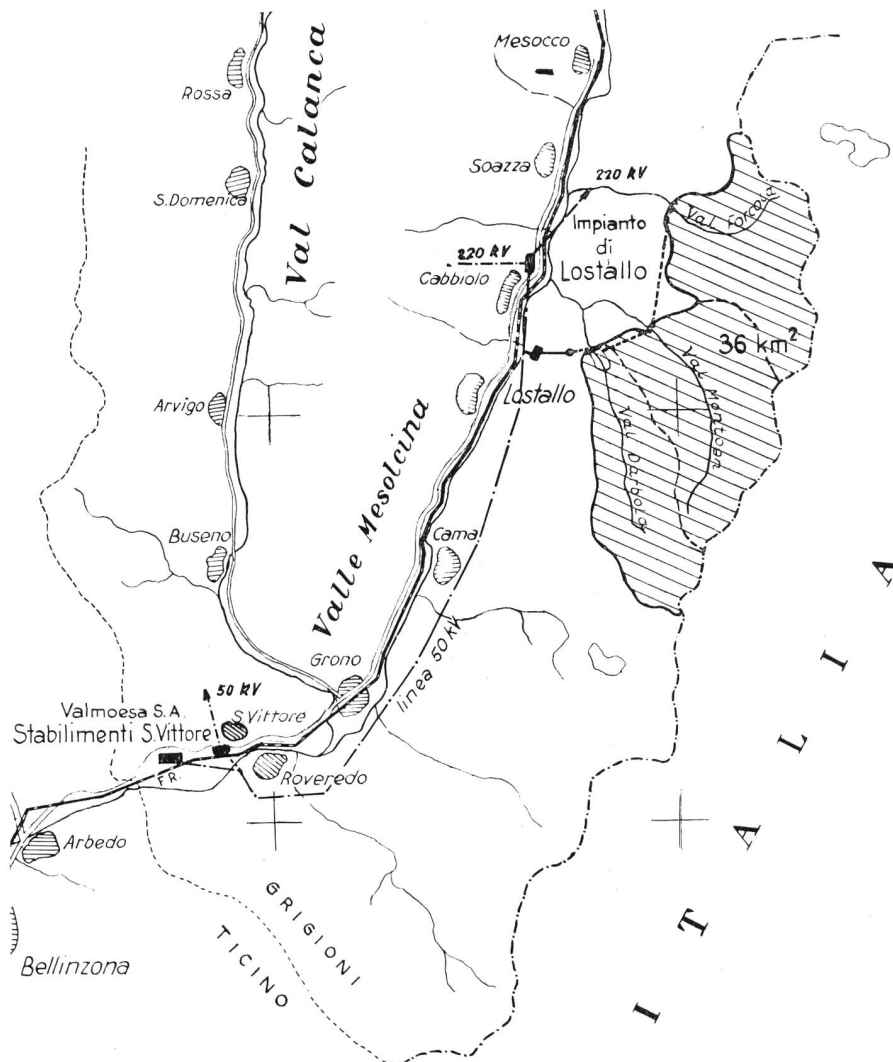 Rossa
Val Calanca
Mesocco
Soazza
220 KV
S.Domenica
Val Forcola
Impianto
di
Lostallo
220 KV
Cabbiolo
36 km²
Lostallo
Arvigo
Valle Mesolcina
Val Darbola
Buseno
Cama
linea 50 KV
Grono
50 KV
Valmoesa S.A.
Stabilimenti S.Vittore
S.Vittore
F.R.
Roveredo
Arbedo
Bellinzona
GRIGIONI
TICINO
ITALIA